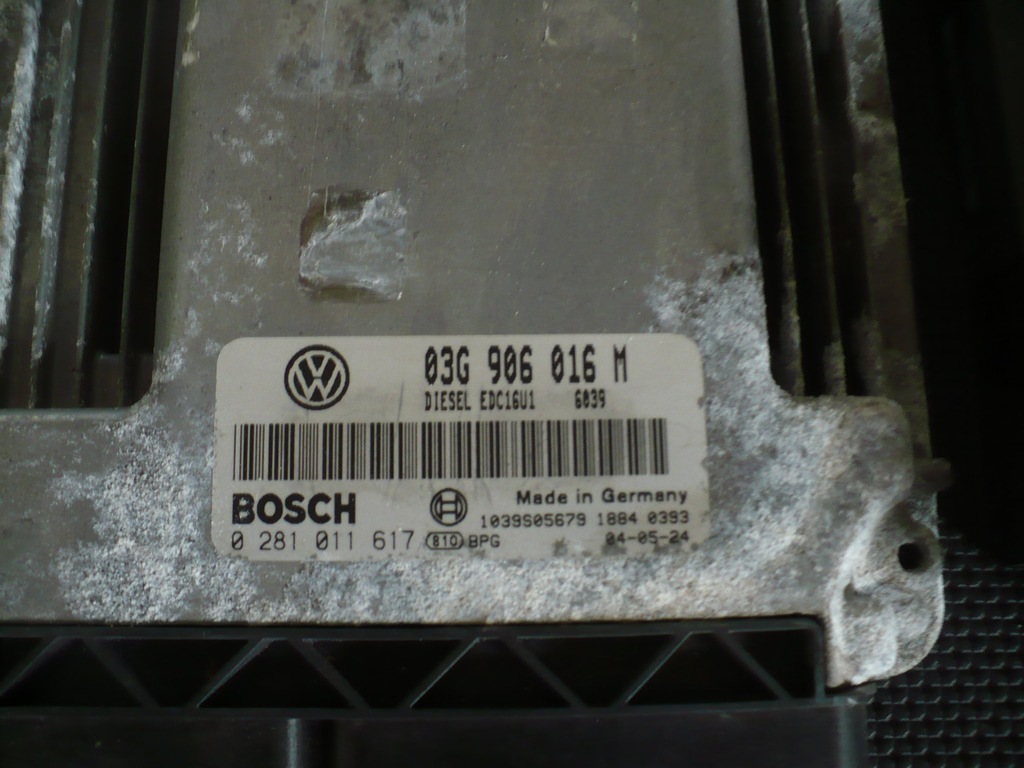 03G 906 016 M
DIESEL EDC16U1 6039
BOSCH
Made in Germany
1039S05679 1884 0393
0 281 011 617 810 BPG 04-05-24